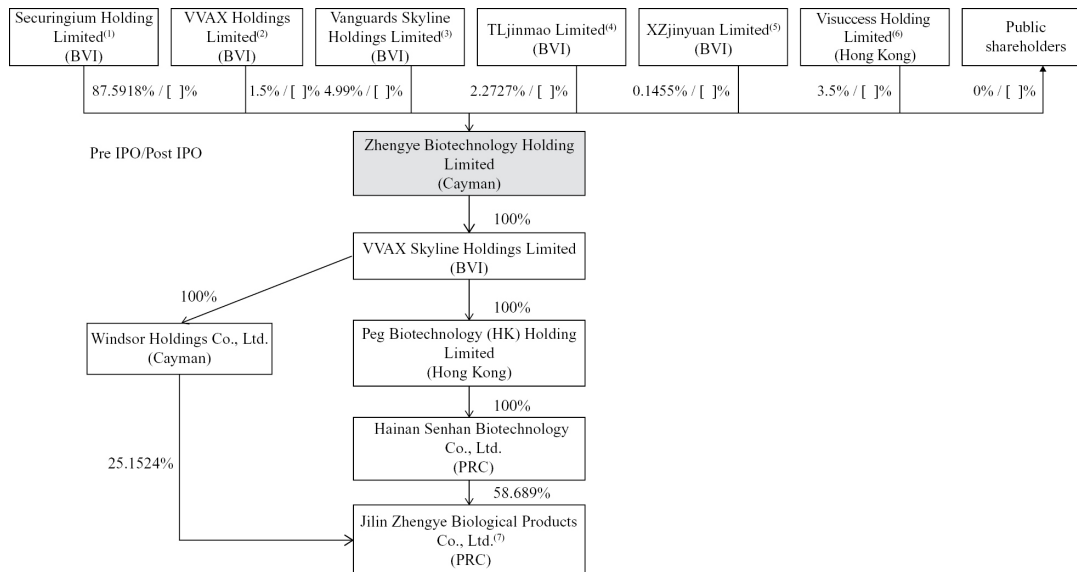 Securingium Holding
Limited(1)
(BVI)
VVAX Holdings
Limited(2)
(BVI)
Vanguards Skyline
Holdings Limited(3)
(BVI)
TLjinmao Limited(4)
(BVI)
XZjinyuan Limited(5)
(BVI)
Visuccess Holding
Limited(6)
(Hong Kong)
Public
shareholders
87.5918% / [ ]%
1.5% / [ ]%
4.99% / [ ]%
2.2727% / [ ]%
0.1455% / [ ]%
3.5% / [ ]%
0% / [ ]%
Pre IPO/Post IPO
Zhengye Biotechnology Holding
Limited
(Cayman)
100%
VVAX Skyline Holdings Limited
(BVI)
100%
100%
Windsor Holdings Co., Ltd.
(Cayman)
Peg Biotechnology (HK) Holding
Limited
(Hong Kong)
100%
Hainan Senhan Biotechnology
Co., Ltd.
(PRC)
25.1524%
58.689%
Jilin Zhengye Biological Products
Co., Ltd.(7)
(PRC)